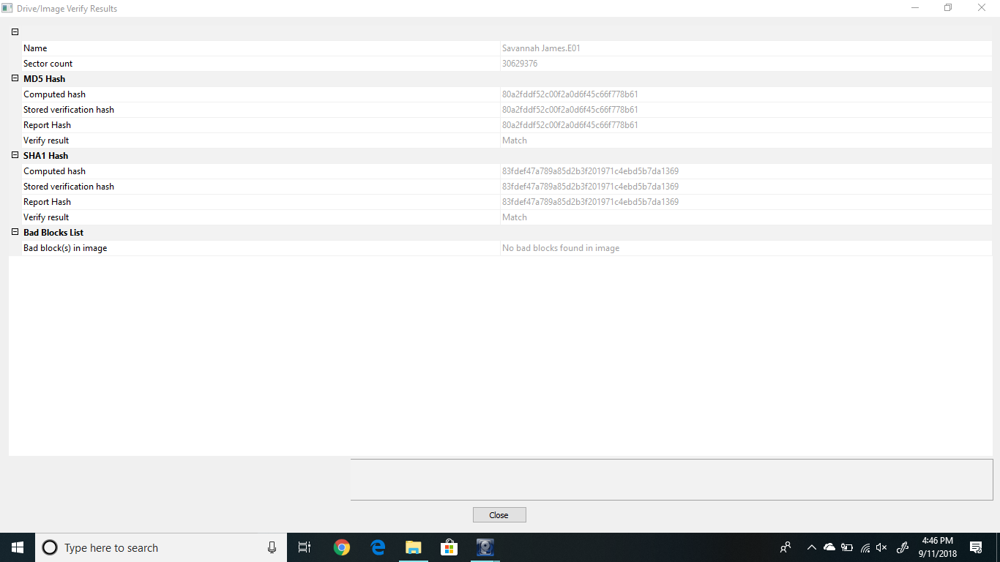 Drive/Image Verify Results
Name Savannah James.E01
Sector count 30629376
MD5 Hash
Computed hash 80a2fddf52c00f2a0d6f45c66f778b61
Stored verification hash 80a2fddf52c00f2a0d6f45c66f778b61
Report Hash 80a2fddf52c00f2a0d6f45c66f778b61
Verify result Match
SHA1 Hash
Computed hash 83fdef47a789a85d2b3f201971c4ebd5b7da1369
Stored verification hash 83fdef47a789a85d2b3f201971c4ebd5b7da1369
Report Hash 83fdef47a789a85d2b3f201971c4ebd5b7da1369
Verify result Match
Bad Blocks List
Bad block(s) in image No bad blocks found in image
Close
Type here to search
4:46 PM
9/11/2018